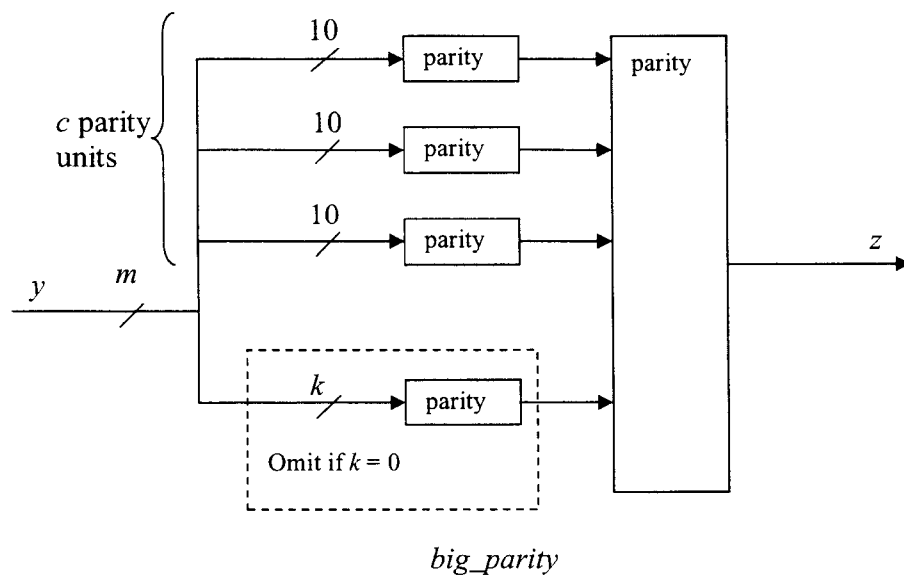 10
parity
parity
10
parity
c parity
units
10
parity
z
y
m
k
parity
Omit if k = 0
big_parity